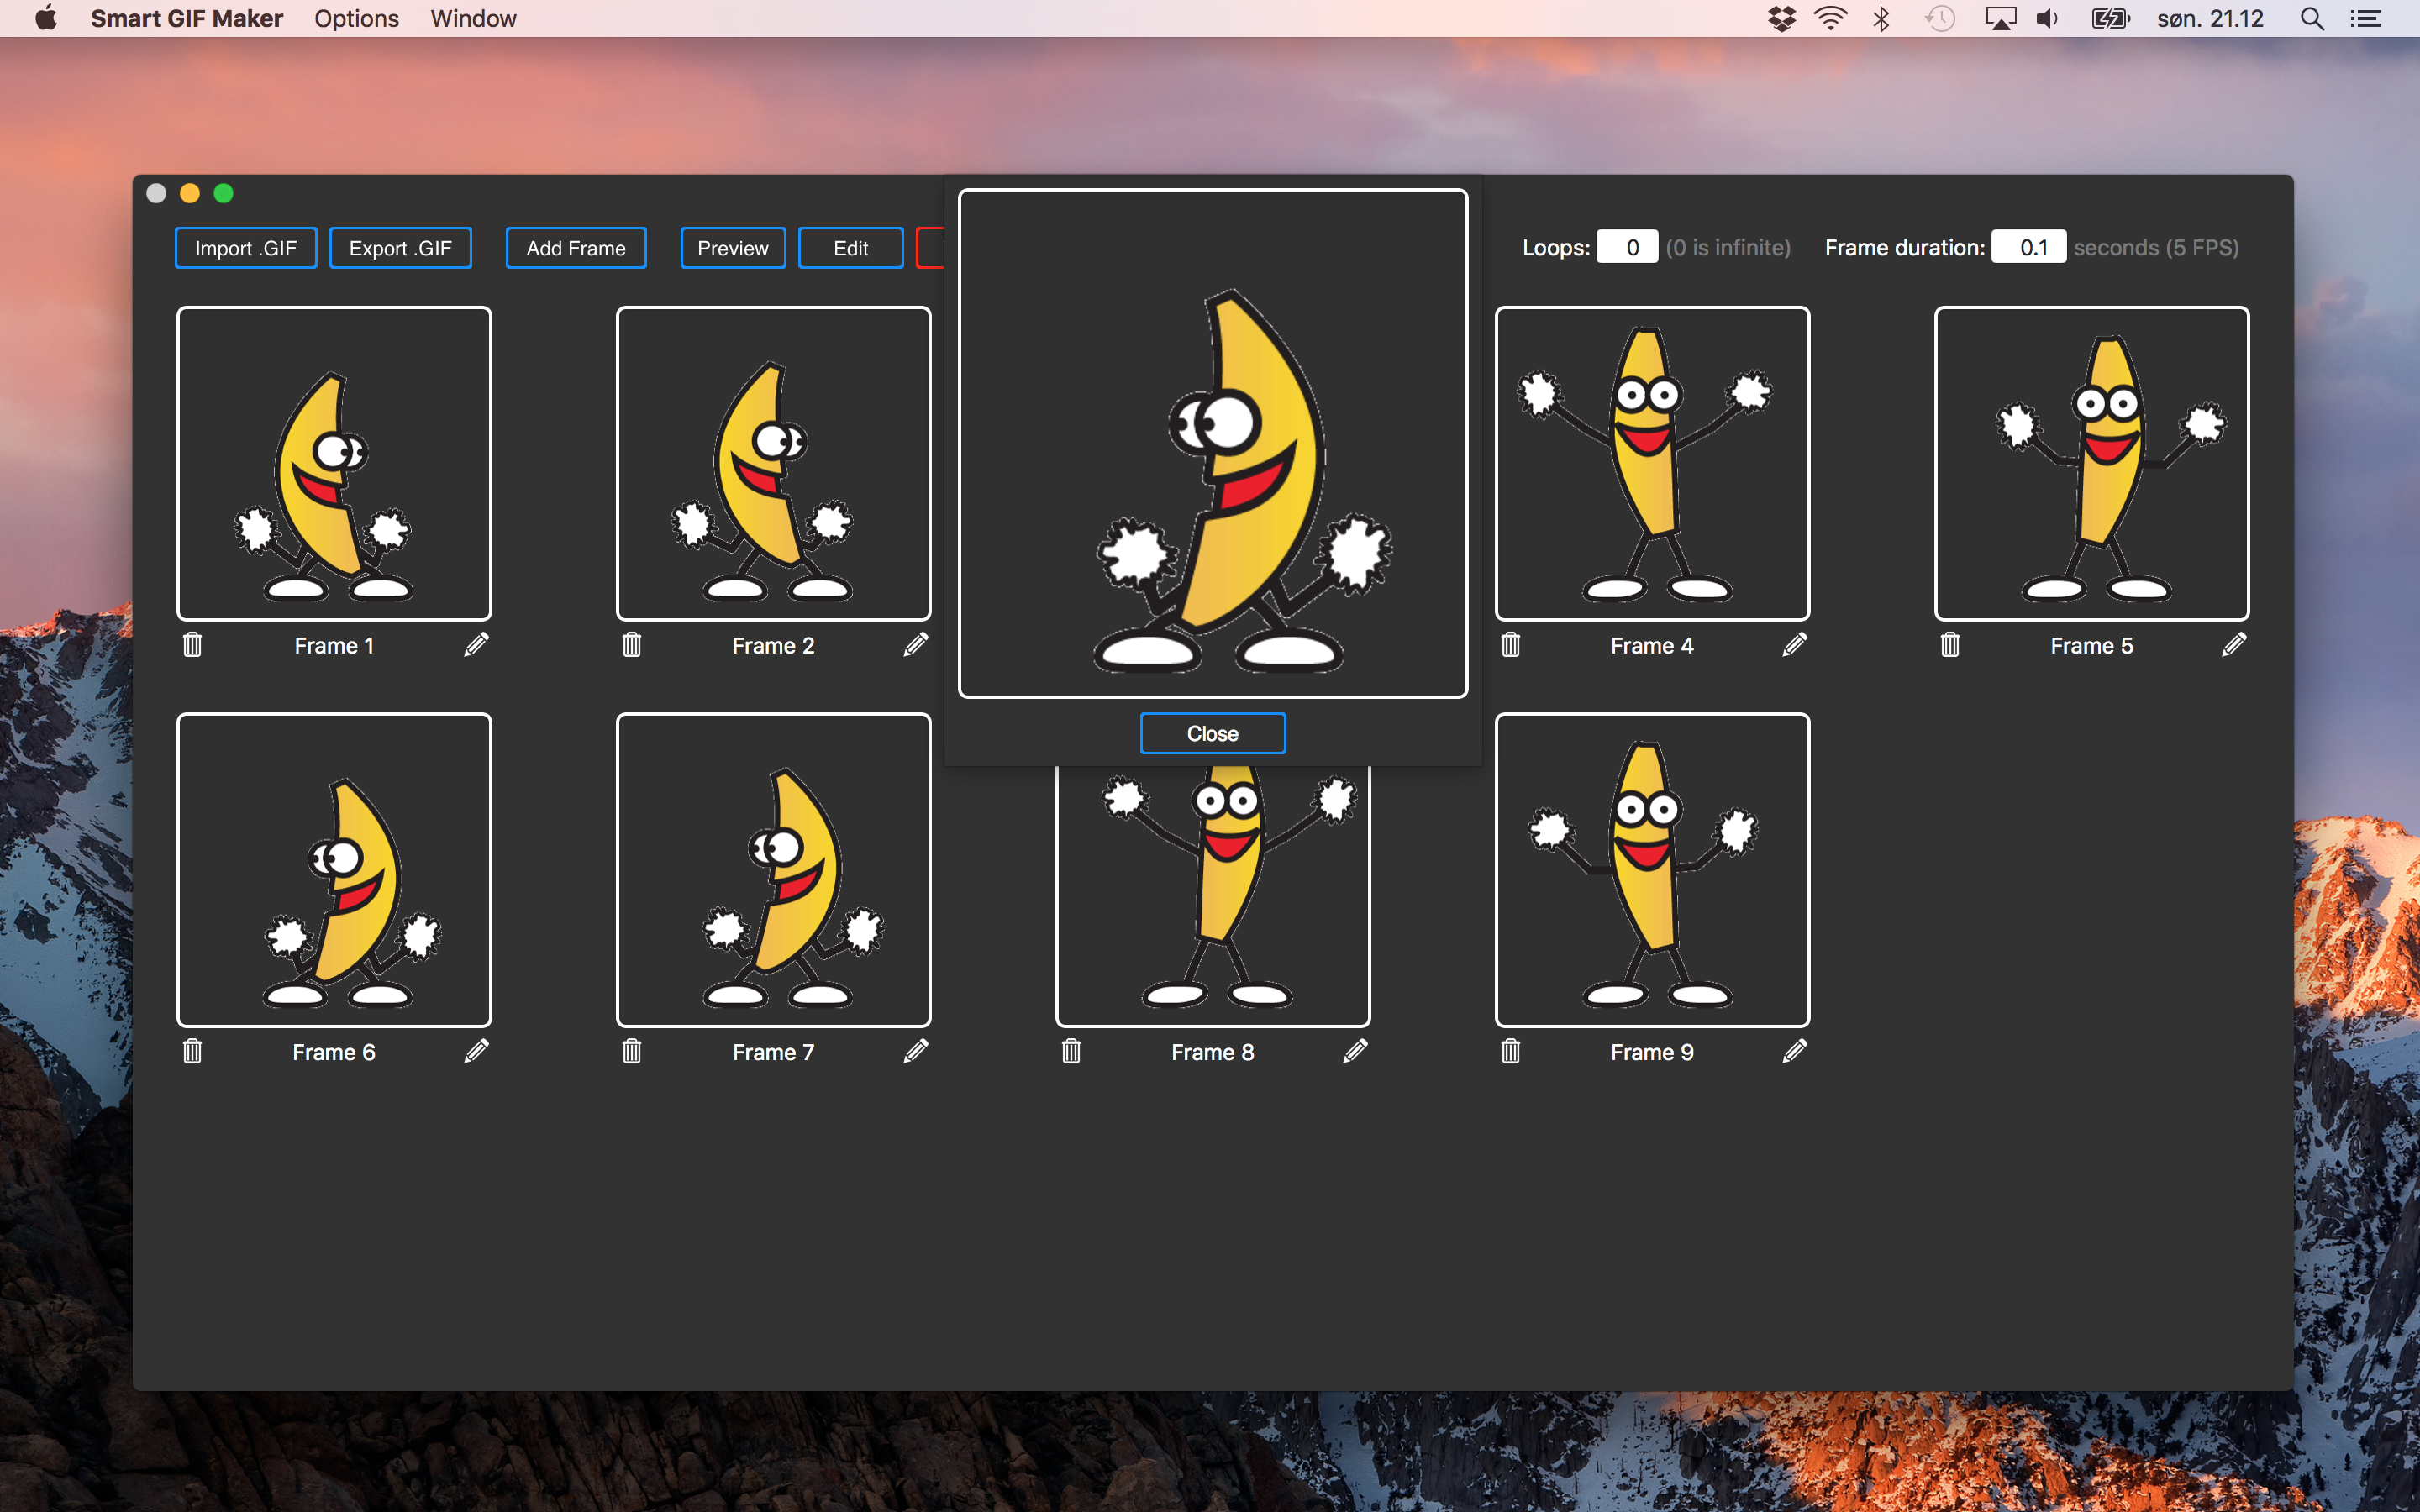 Smart GIF Maker Options Window søn. 21.12
Import .GIF Export .GIF Add Frame Preview Edit Loops: 0 (0 is infinite) Frame duration: 0.1 seconds (5 FPS)
Frame 1 Frame 2 Frame 4 Frame 5
Close
Frame 6 Frame 7 Frame 8 Frame 9